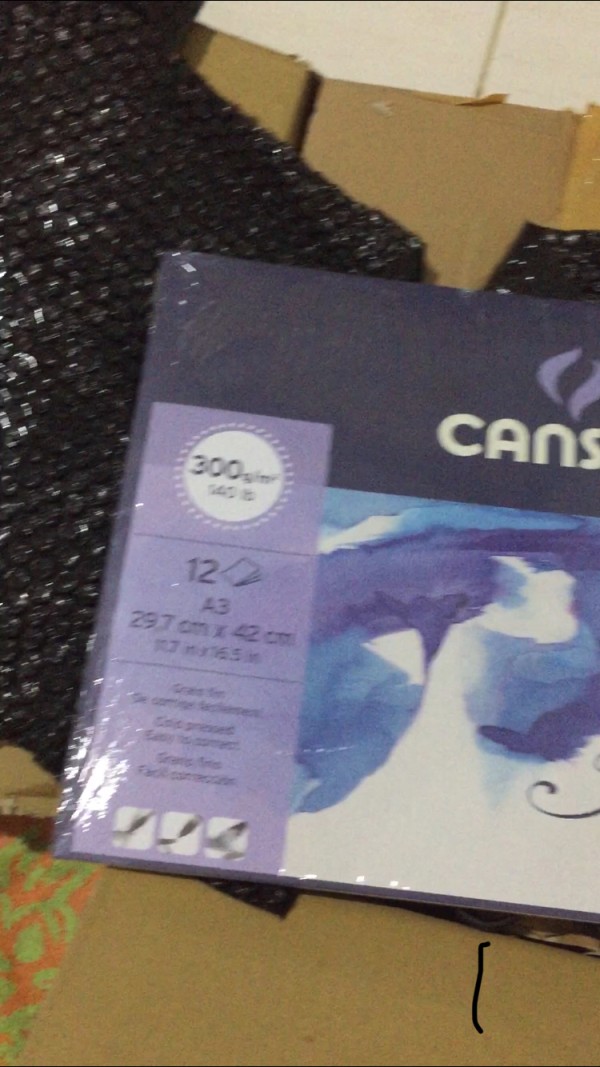 CANS
300g/m²
140 lb
12
A3
29.7 cm x 42 cm
11.7 in x 16.5 in
Grain fin
Se corrige facilement
Cold pressed
Easy to correct
Grano fino
Fácil corrección